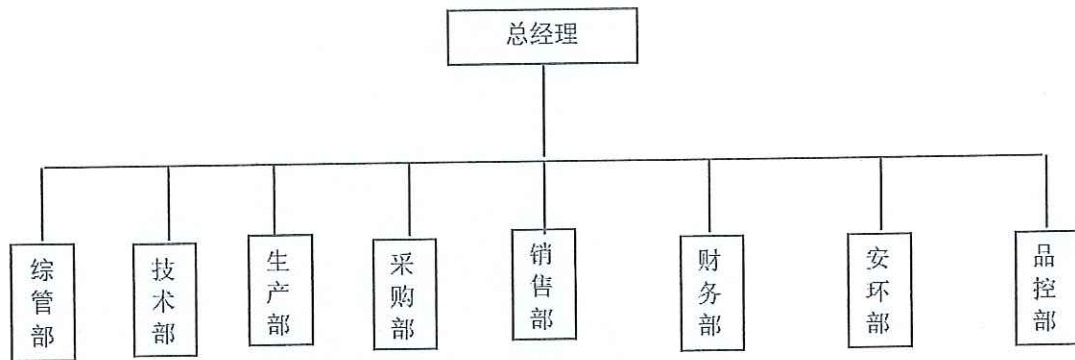 总经理
综管部
技术部
生产部
采购部
销售部
财务部
安环部
品控部